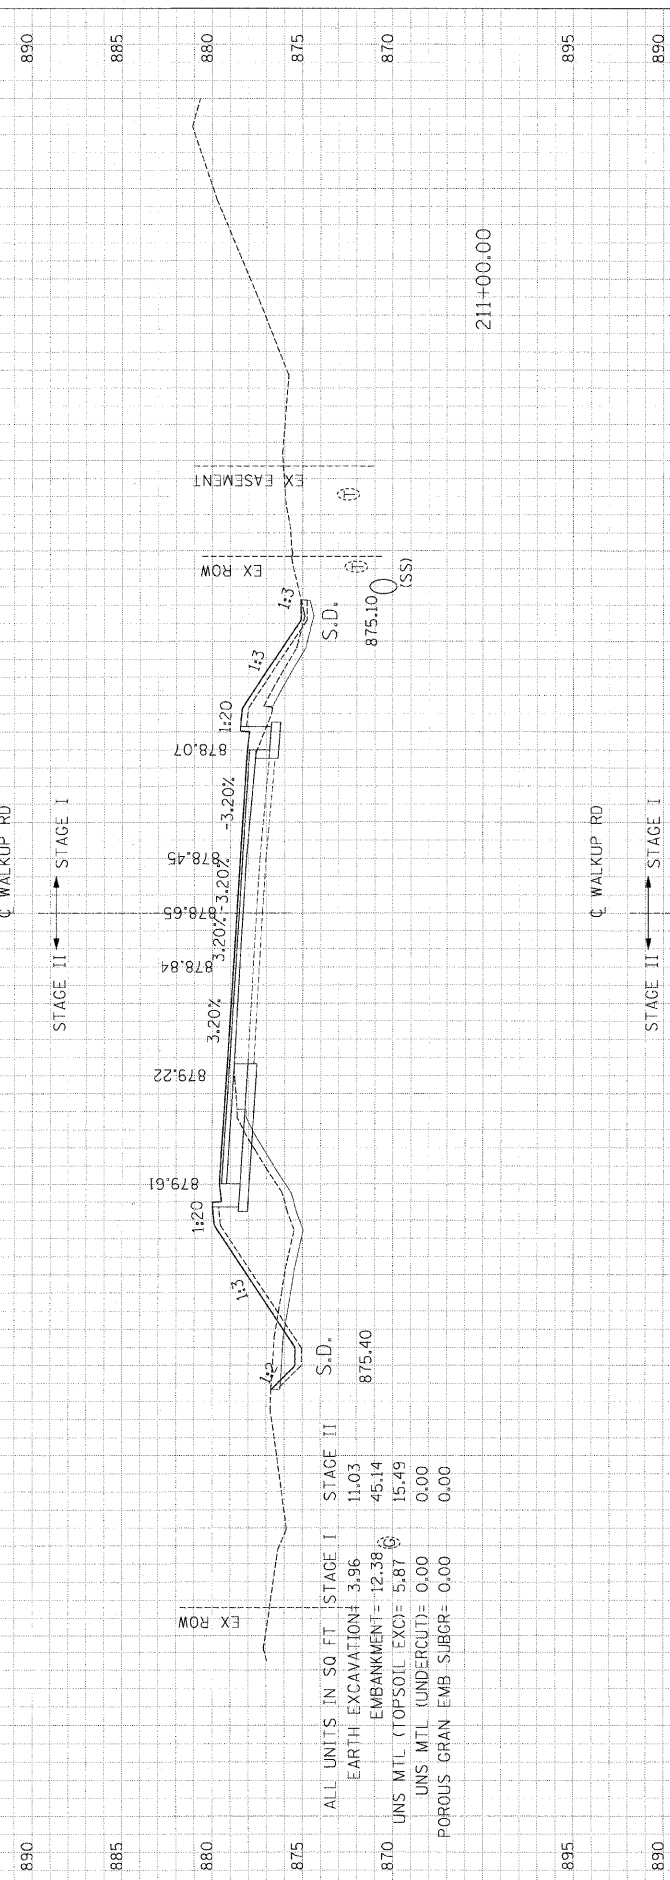 890
885
880
875
870
895
890
℄ WALKUP RD
STAGE II STAGE I
EX ROW
1:2
1:3
1:20
879.61
879.22
3.20%
878.84
3.20%
878.65
-3.20%
878.45
-3.20%
878.07
1:20
1:3
1:3
EX ROW
EX EASEMENT
S.D.
875.40
S.D.
875.10
(SS)
T
T
G
211+00.00
ALL UNITS IN SQ FT STAGE I STAGE II
EARTH EXCAVATION= 3.96 11.03
EMBANKMENT= 12.38 45.14
UNS MTL (TOPSOIL EXC)= 5.87 15.49
UNS MTL (UNDERCUT)= 0.00 0.00
POROUS GRAN EMB SUBGR= 0.00 0.00
℄ WALKUP RD
STAGE II STAGE I
890
885
880
875
870
895
890